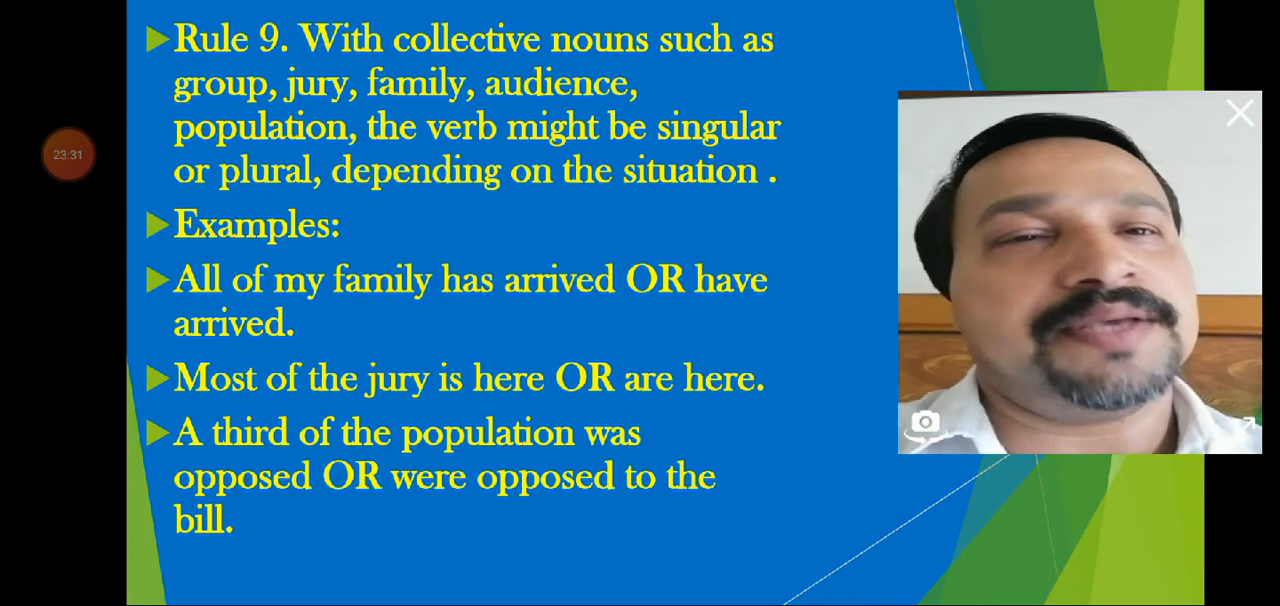 Rule 9. With collective nouns such as
group, jury, family, audience,
population, the verb might be singular
or plural, depending on the situation .
Examples:
All of my family has arrived OR have
arrived.
Most of the jury is here OR are here.
A third of the population was
opposed OR were opposed to the
bill.
23:31